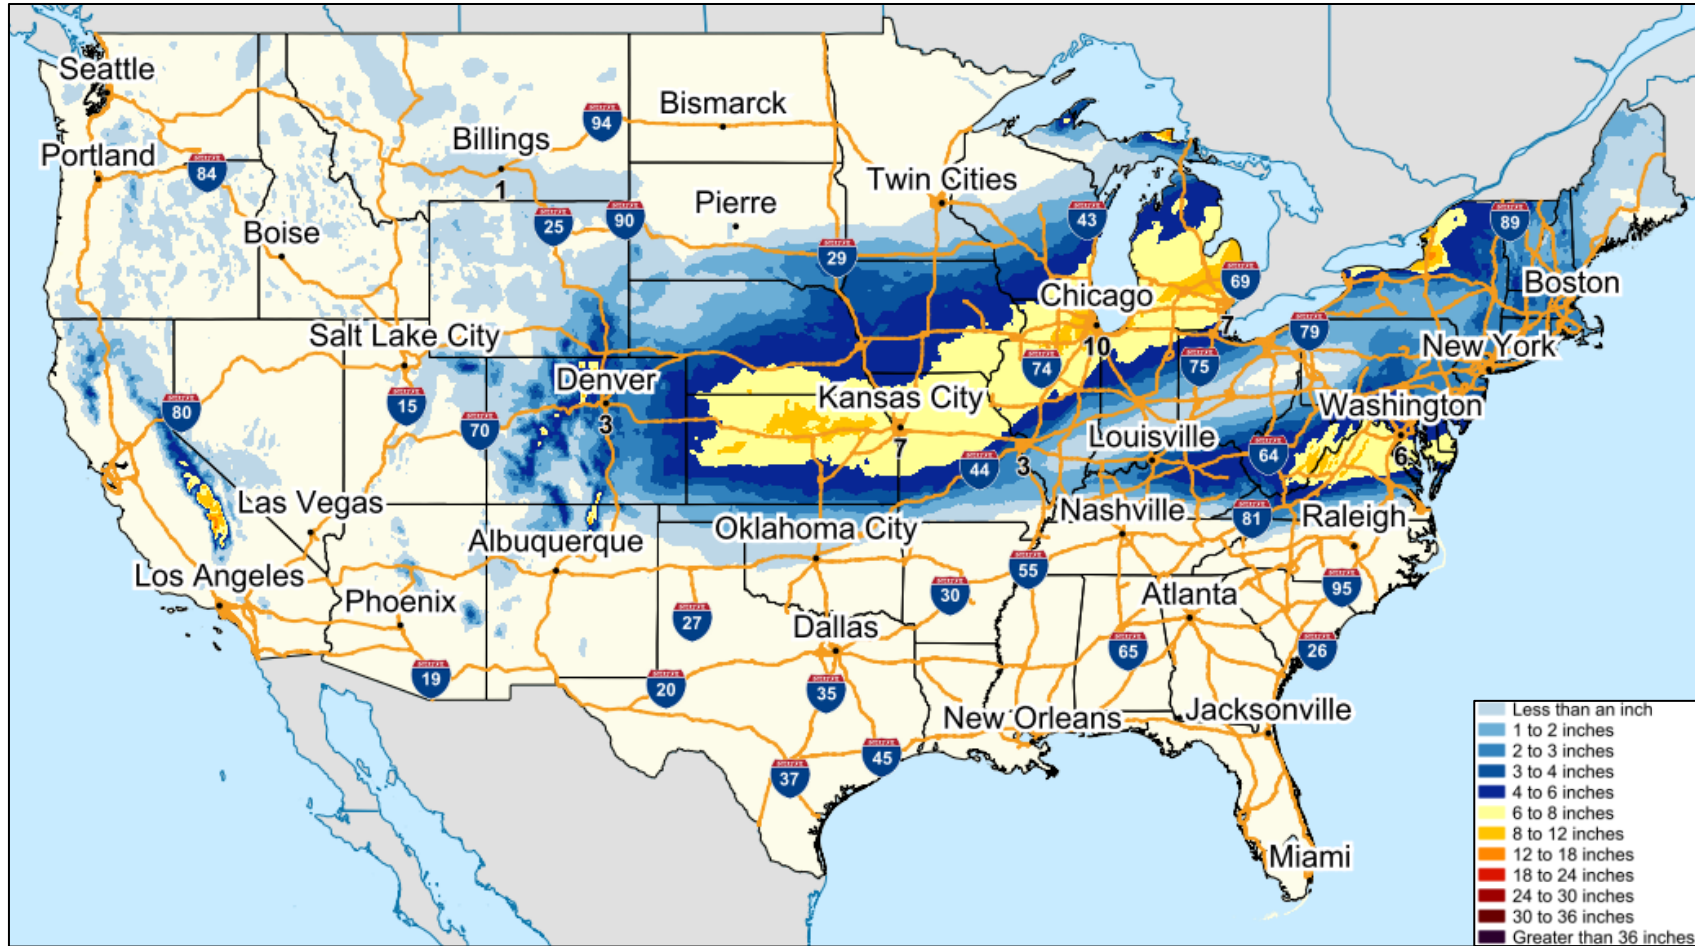 Seattle
Bismarck
INTERSTATE 94
Billings
Portland
84
1
Twin Cities
Pierre
25
90
43
89
Boise
29
69
Boston
Chicago
Salt Lake City
7
79
10
New York
74
75
Denver
Kansas City
15
80
Washington
3
70
Louisville
7
44
3
64
6
Las Vegas
Nashville
81
Raleigh
Oklahoma City
Albuquerque
Los Angeles
55
95
Phoenix
30
Atlanta
27
Dallas
65
26
19
20
35
New Orleans
Jacksonville
45
37
Miami
Less than an inch
1 to 2 inches
2 to 3 inches
3 to 4 inches
4 to 6 inches
6 to 8 inches
8 to 12 inches
12 to 18 inches
18 to 24 inches
24 to 30 inches
30 to 36 inches
Greater than 36 inches